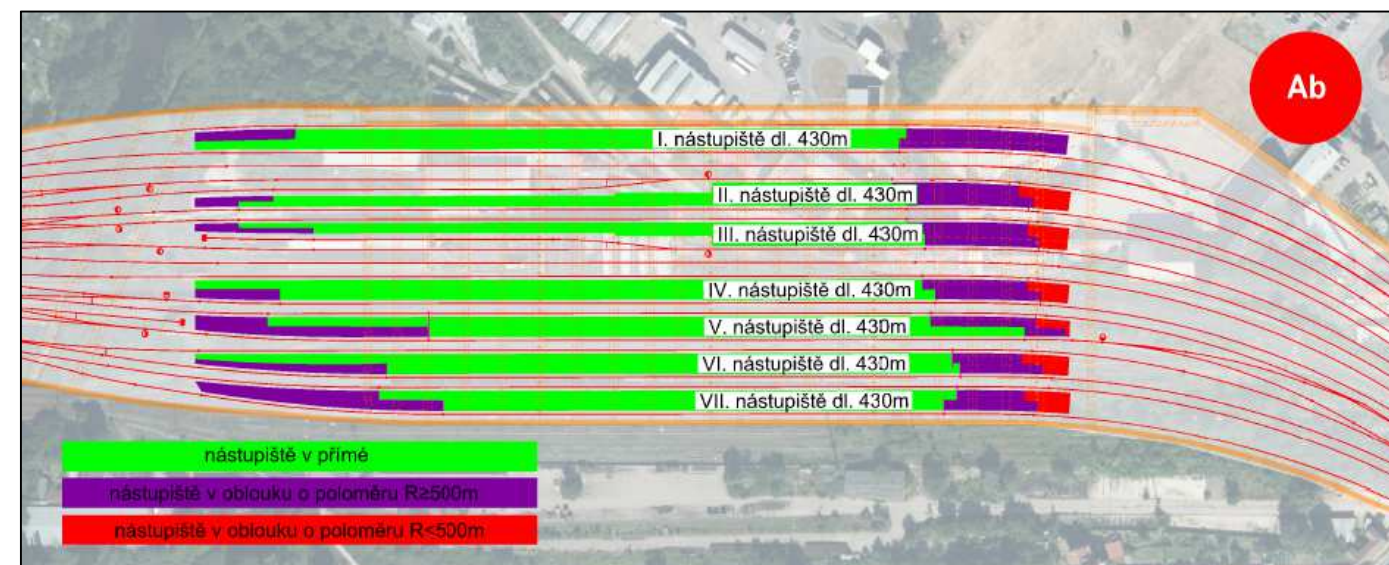 Ab
I. nástupiště dl. 430m
II. nástupiště dl. 430m
III. nástupiště dl. 430m
IV. nástupiště dl. 430m
V. nástupiště dl. 430m
VI. nástupiště dl. 430m
VII. nástupiště dl. 430m
nástupiště v přímé
nástupiště v oblouku o poloměru R≥500m
nástupiště v oblouku o poloměru R<500m